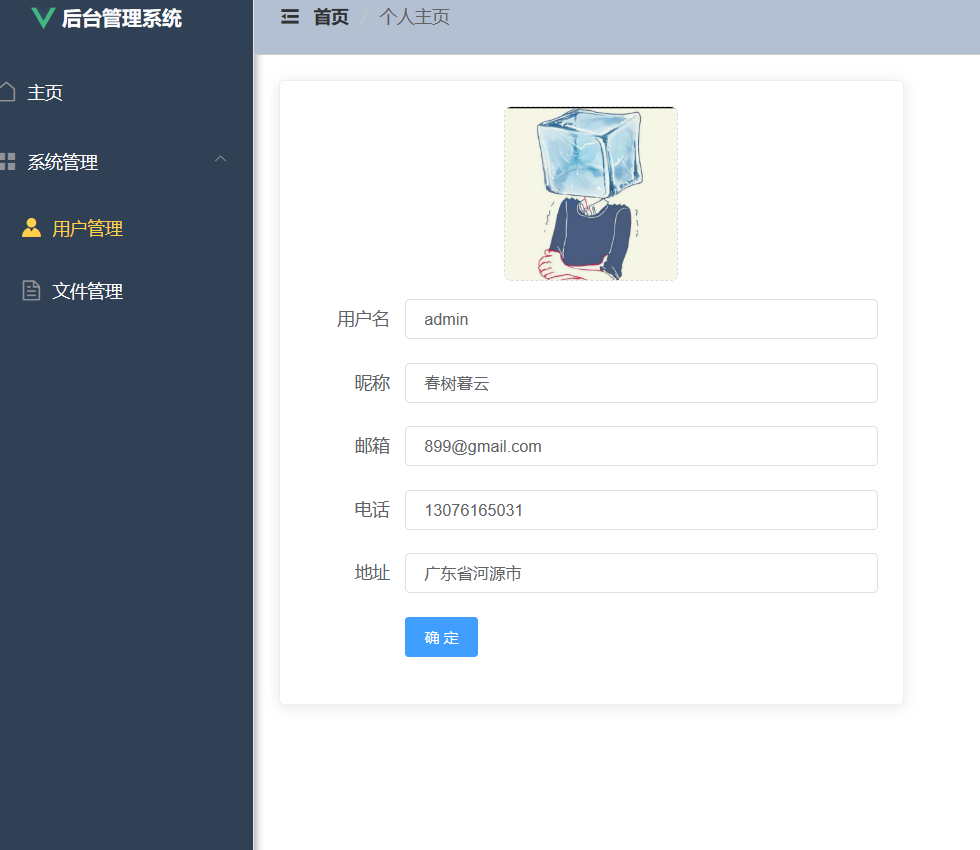 后台管理系统
首页 / 个人主页
主页
系统管理
用户管理
文件管理
用户名 admin
昵称 春树暮云
邮箱 899@gmail.com
电话 13076165031
地址 广东省河源市
确 定